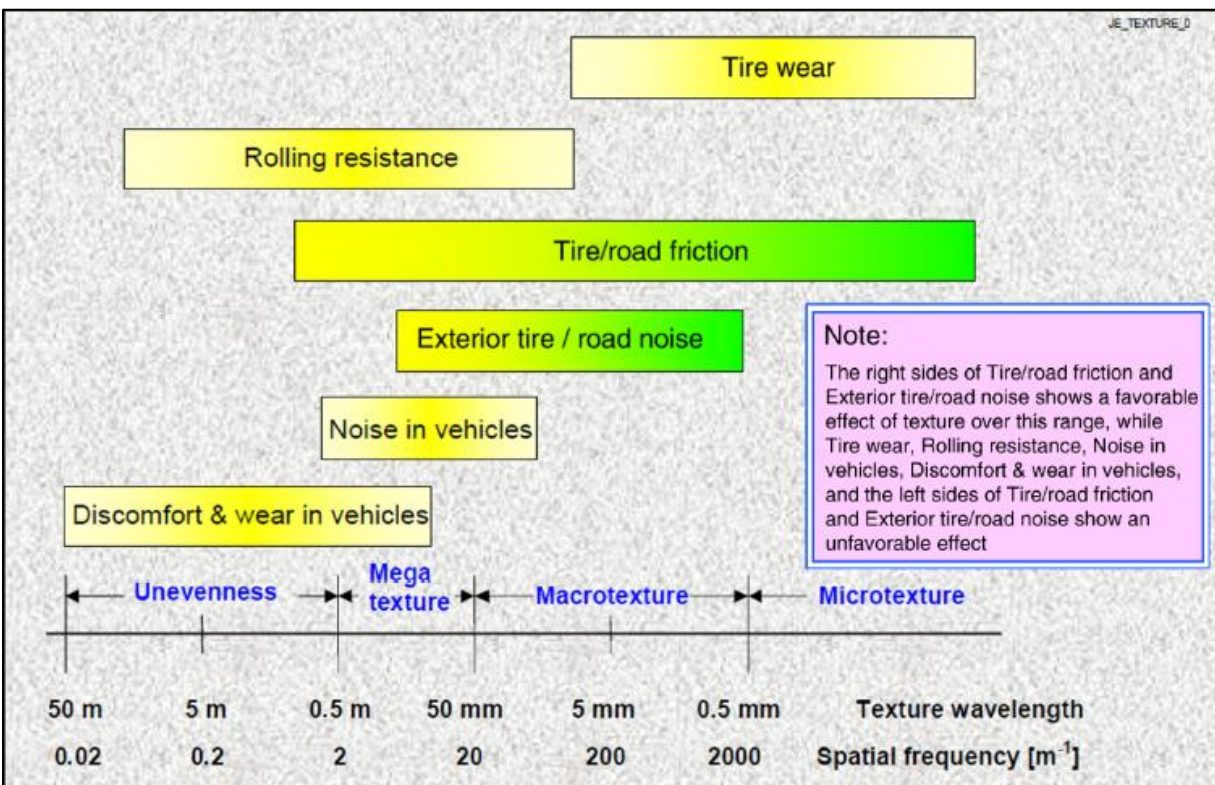 JE_TEXTURE_0
Tire wear
Rolling resistance
Tire/road friction
Exterior tire / road noise
Noise in vehicles
Discomfort & wear in vehicles
Note:
The right sides of Tire/road friction and
Exterior tire/road noise shows a favorable
effect of texture over this range, while
Tire wear, Rolling resistance, Noise in
vehicles, Discomfort & wear in vehicles,
and the left sides of Tire/road friction
and Exterior tire/road noise show an
unfavorable effect
Unevenness
Mega
texture
Macrotexture
Microtexture
50 m 5 m 0.5 m 50 mm 5 mm 0.5 mm Texture wavelength
0.02 0.2 2 20 200 2000 Spatial frequency [m⁻¹]